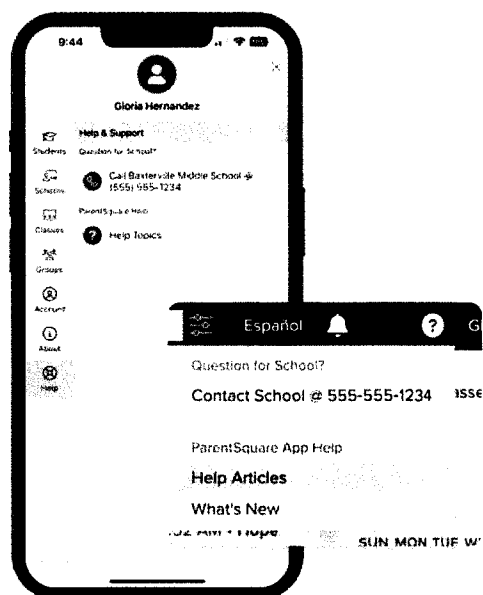 9:44
Gloria Hernandez
Help & Support
Question for School?
Students
Call Baxterville Middle School @
(555) 555-1234
Schools
ParentSquare Help
Classes
Help Topics
Groups
Account
About
Help
Español
? G
Question for School?
Contact School @ 555-555-1234
asse
ParentSquare App Help
Help Articles
What's New
SUN MON TUE W